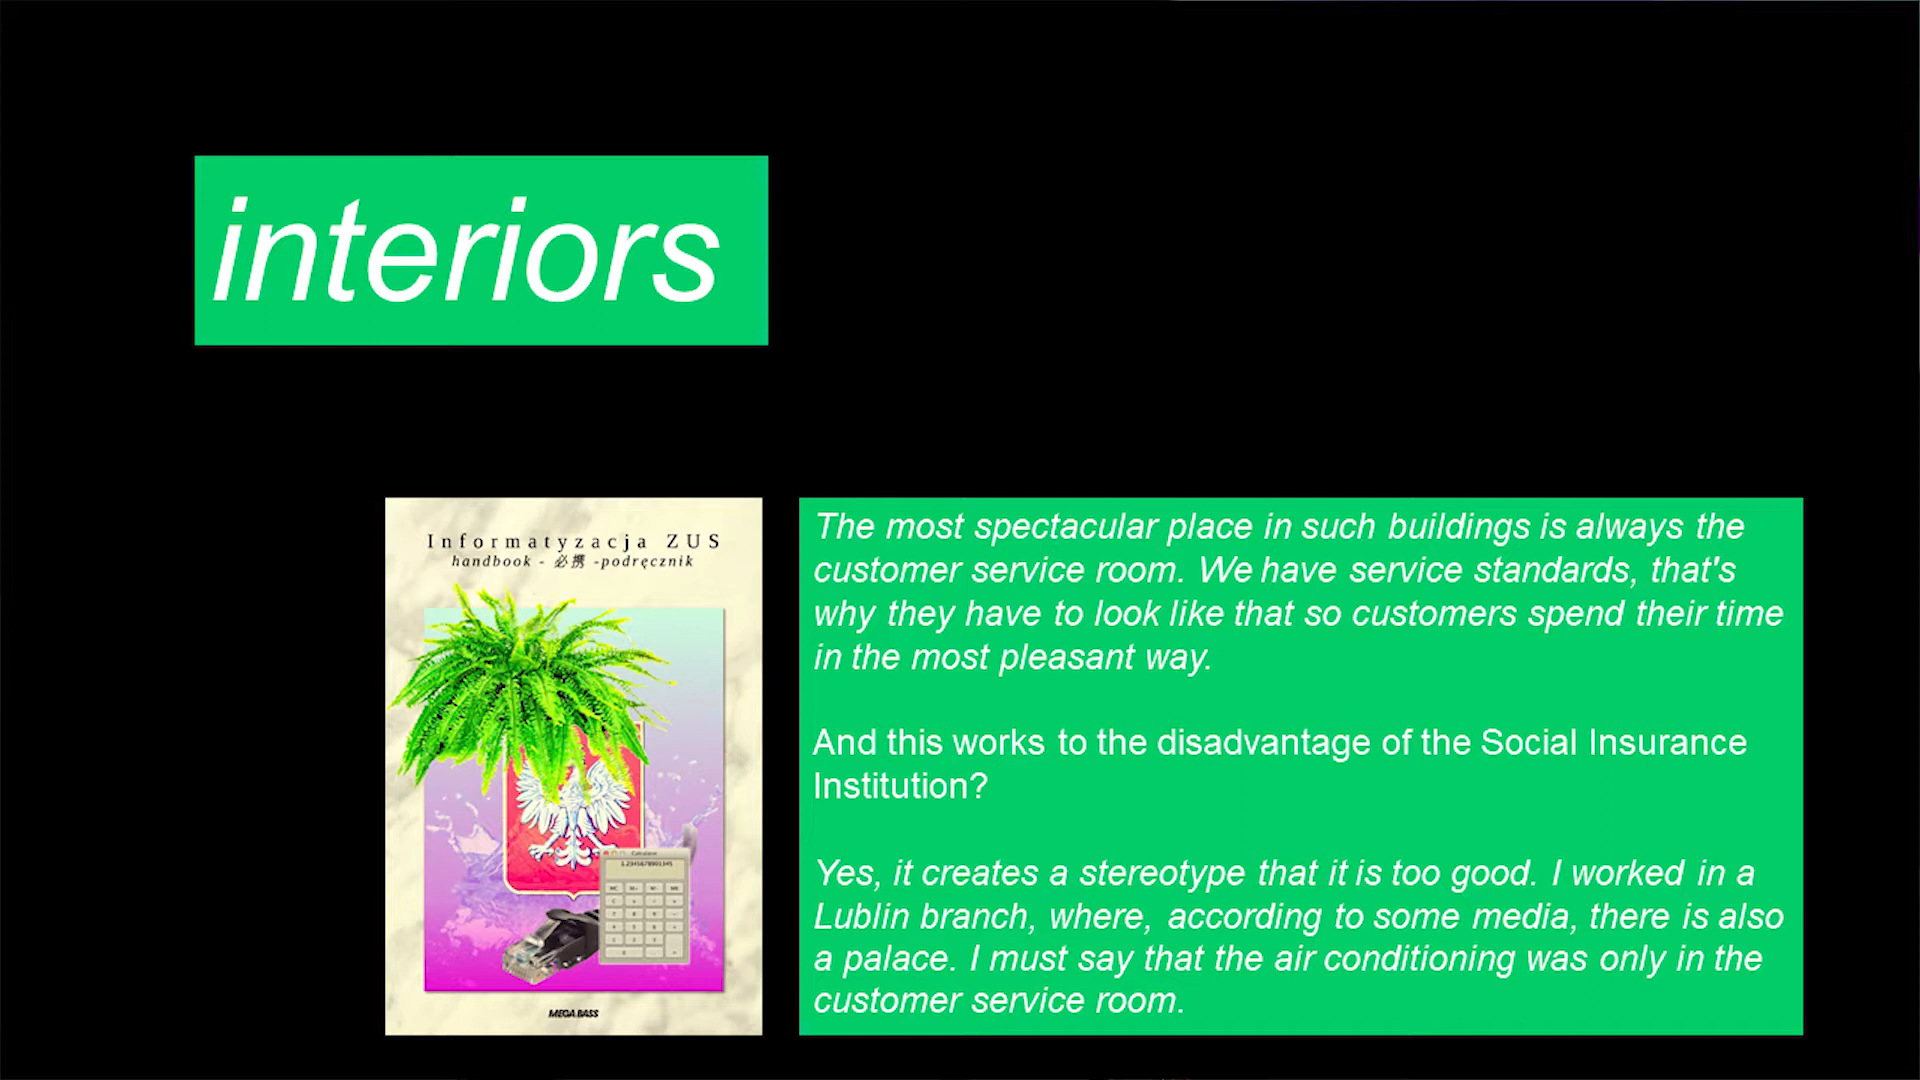 interiors
Informatyzacja ZUS
handbook - 必携 -podręcznik
Calculator
1.2345678901345
MEGA BASS
The most spectacular place in such buildings is always the
customer service room. We have service standards, that's
why they have to look like that so customers spend their time
in the most pleasant way.
And this works to the disadvantage of the Social Insurance
Institution?
Yes, it creates a stereotype that it is too good. I worked in a
Lublin branch, where, according to some media, there is also
a palace. I must say that the air conditioning was only in the
customer service room.